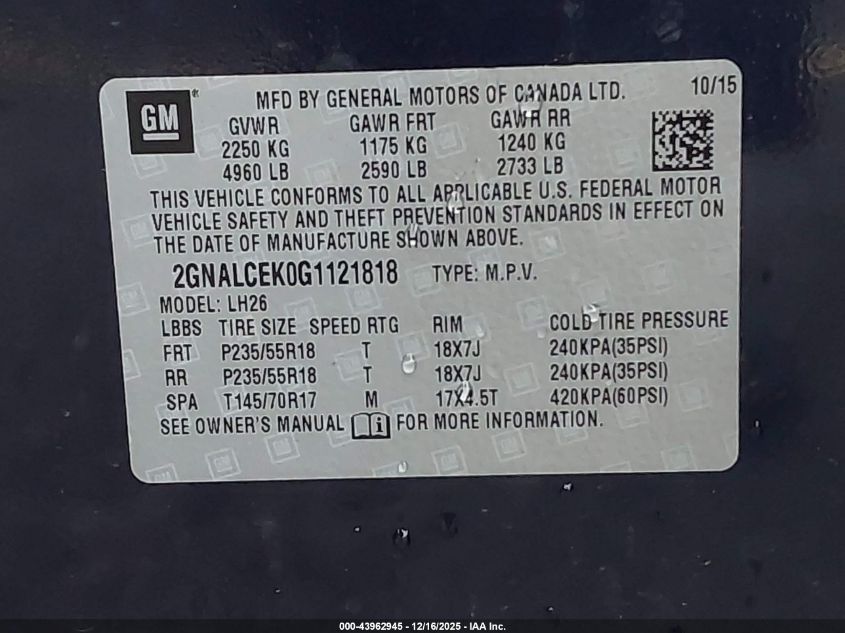 GM
MFD BY GENERAL MOTORS OF CANADA LTD. 10/15
GVWR GAWR FRT GAWR RR
2250 KG 1175 KG 1240 KG
4960 LB 2590 LB 2733 LB
THIS VEHICLE CONFORMS TO ALL APPLICABLE U.S. FEDERAL MOTOR
VEHICLE SAFETY AND THEFT PREVENTION STANDARDS IN EFFECT ON
THE DATE OF MANUFACTURE SHOWN ABOVE.
2GNALCEK0G1121818 TYPE: M.P.V.
MODEL: LH26
LBBS TIRE SIZE SPEED RTG RIM COLD TIRE PRESSURE
FRT P235/55R18 T 18X7J 240KPA(35PSI)
RR P235/55R18 T 18X7J 240KPA(35PSI)
SPA T145/70R17 M 17X4.5T 420KPA(60PSI)
SEE OWNER'S MANUAL FOR MORE INFORMATION.
000-43962945 - 12/16/2025 - IAA Inc.